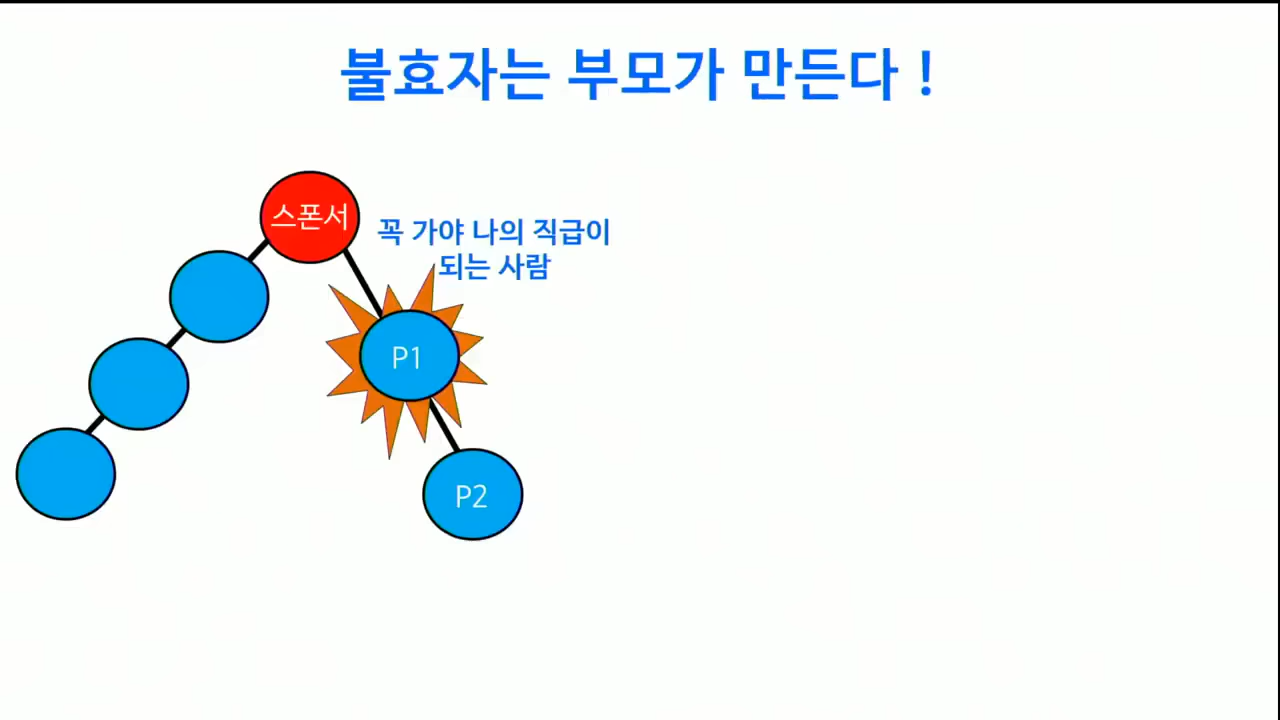 불효자는 부모가 만든다 !
스폰서
꼭 가야 나의 직급이
되는 사람
P1
P2